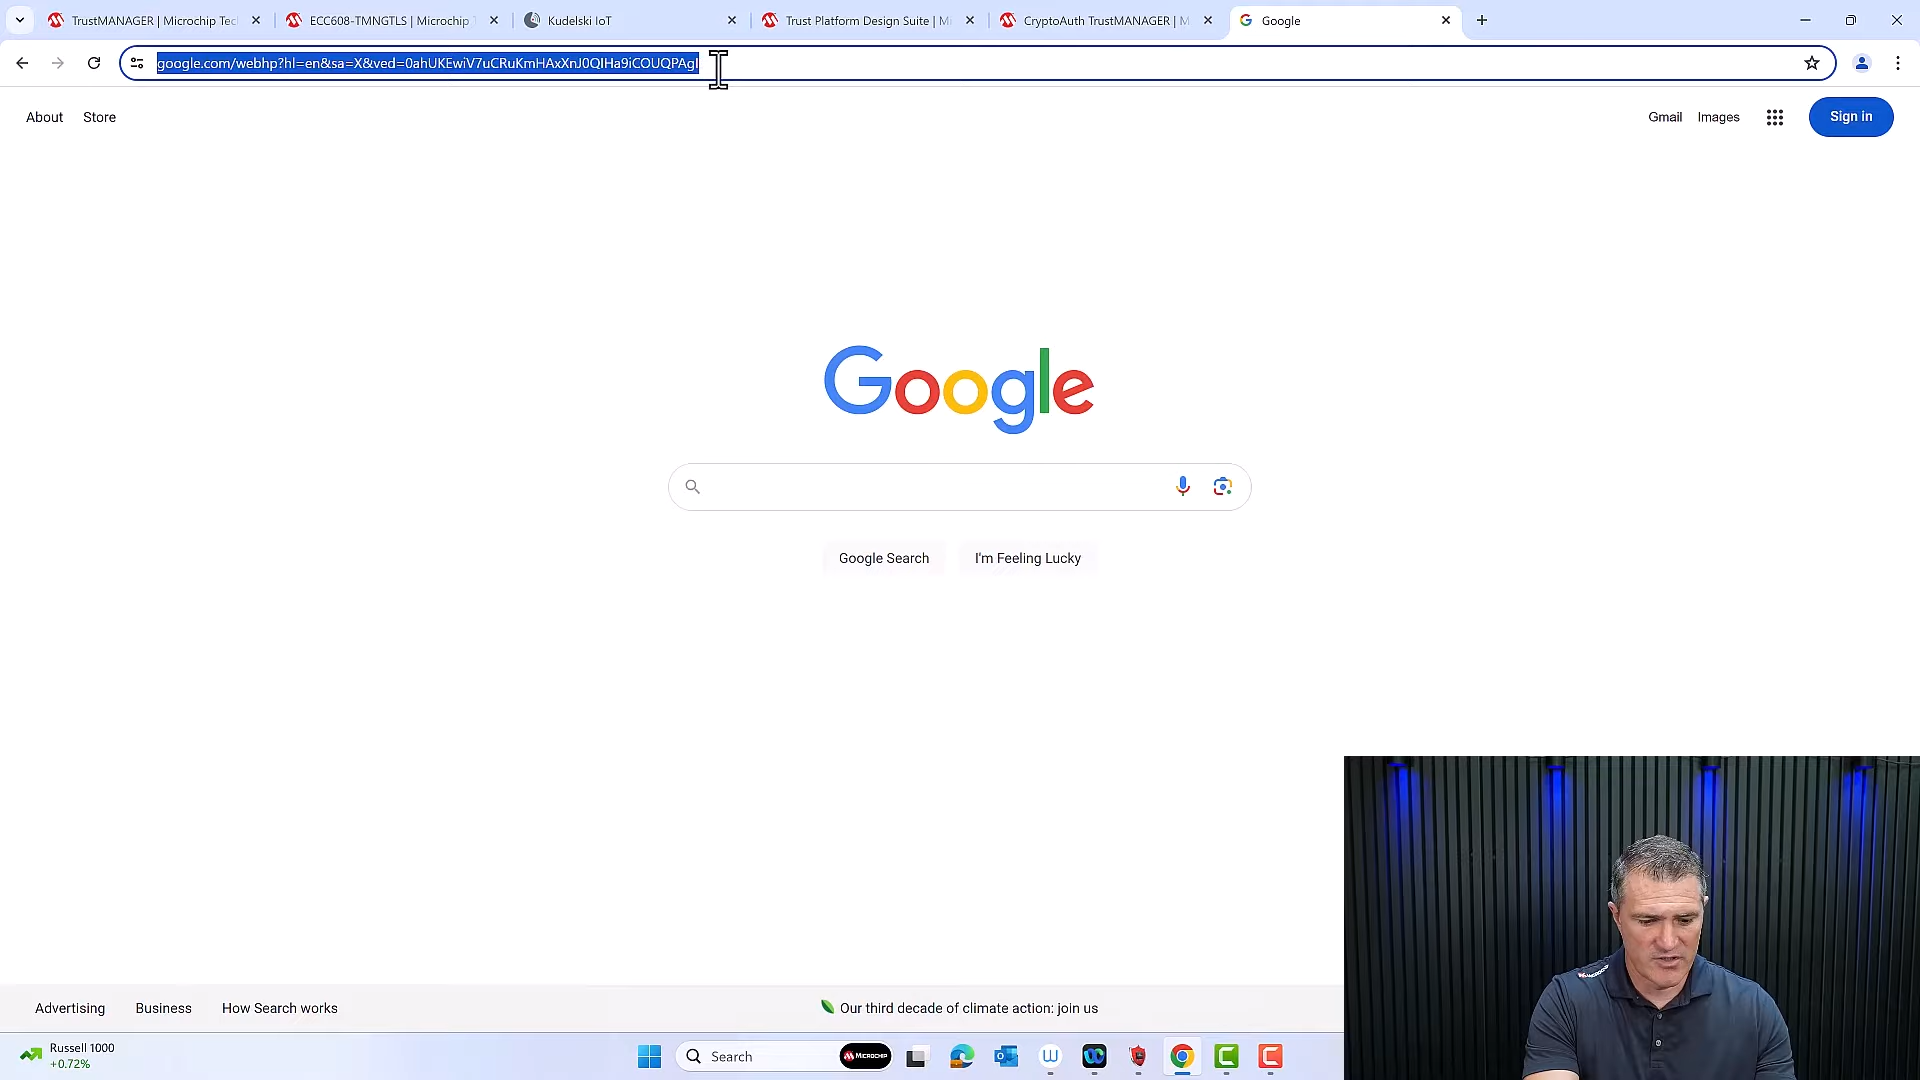 TrustMANAGER | Microchip Tec
ECC608-TMNGTLS | Microchip T
Kudelski IoT
Trust Platform Design Suite | M
CryptoAuth TrustMANAGER | M
Google
google.com/webhp?hl=en&sa=X&ved=0ahUKEwiV7uCRuKmHAxXnJ0QIHa9iCOUQPAgI
About
Store
Gmail
Images
Sign in
Google
Google Search
I'm Feeling Lucky
Advertising
Business
How Search works
Our third decade of climate action: join us
Russell 1000
+0.72%
Search
MICROCHIP